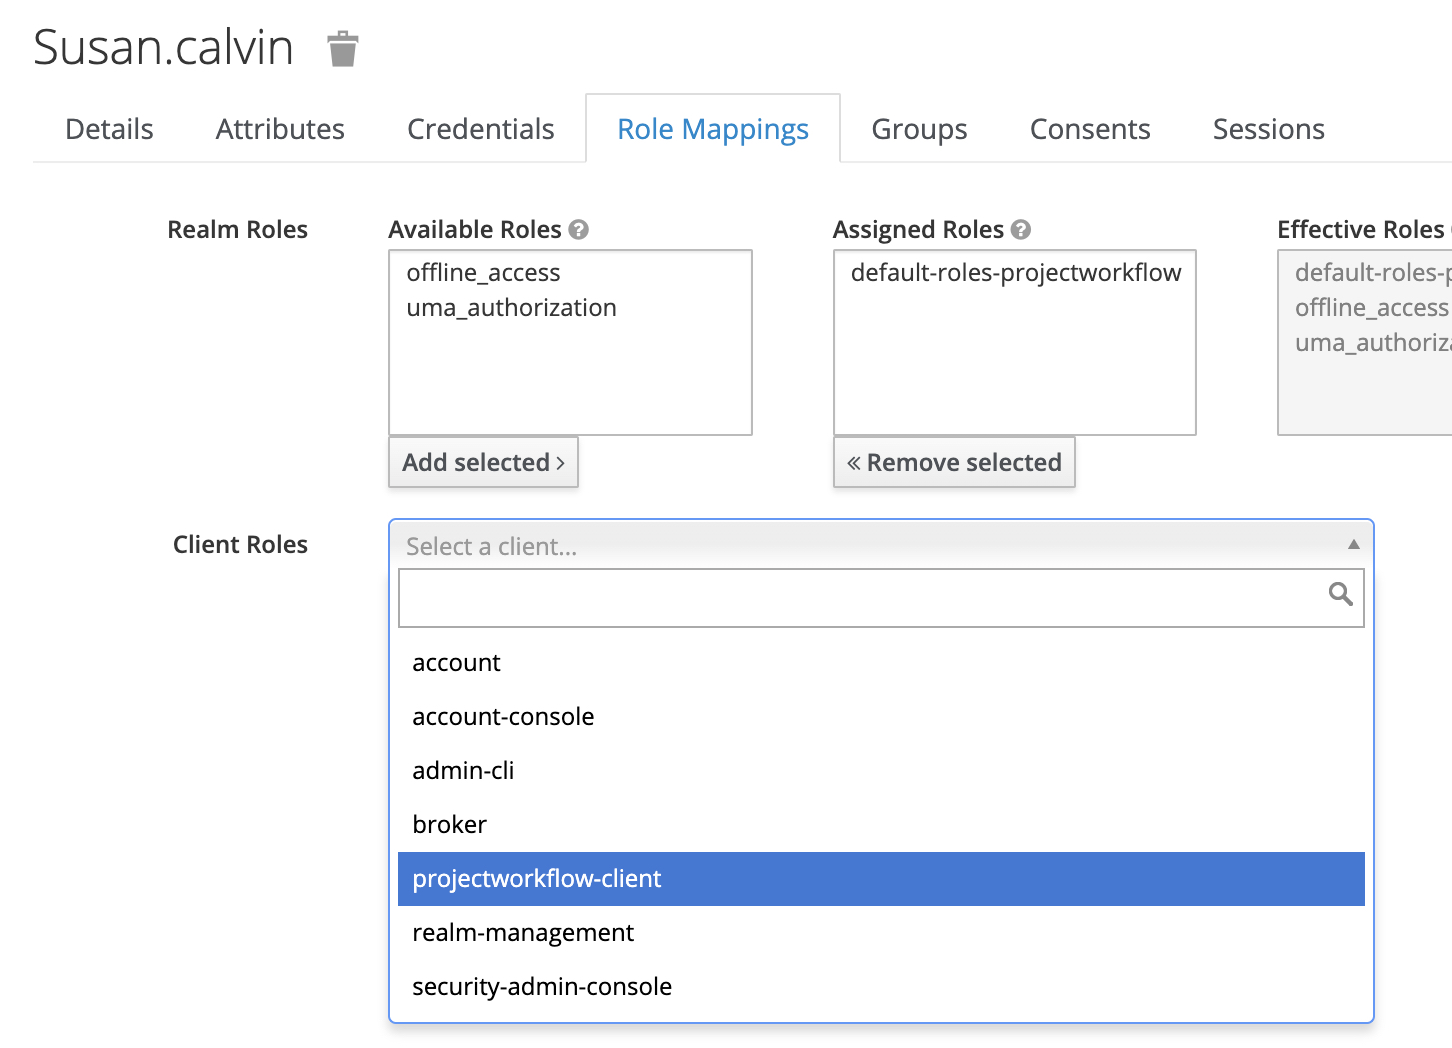 Susan.calvin
Details Attributes Credentials Role Mappings Groups Consents Sessions
Realm Roles
Available Roles
offline_access
uma_authorization
Add selected >
Assigned Roles
default-roles-projectworkflow
« Remove selected
Effective Roles
default-roles-p
offline_access
uma_authoriza
Client Roles
Select a client...
account
account-console
admin-cli
broker
projectworkflow-client
realm-management
security-admin-console